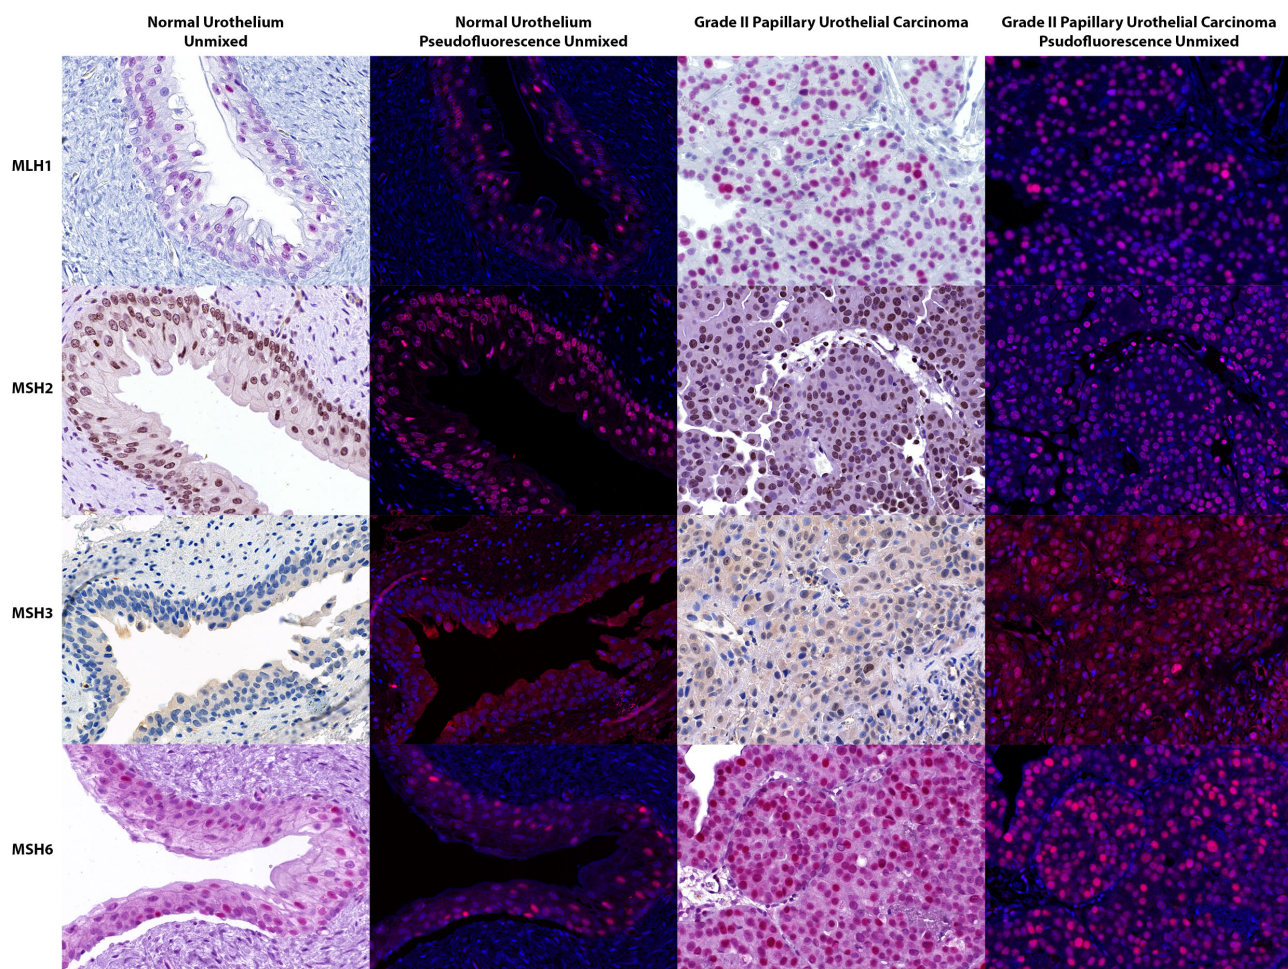 Normal Urothelium
Unmixed
Normal Urothelium
Pseudofluorescence Unmixed
Grade II Papillary Urothelial Carcinoma
Grade II Papillary Urothelial Carcinoma
Psudofluorescence Unmixed
MLH1
MSH2
MSH3
MSH6